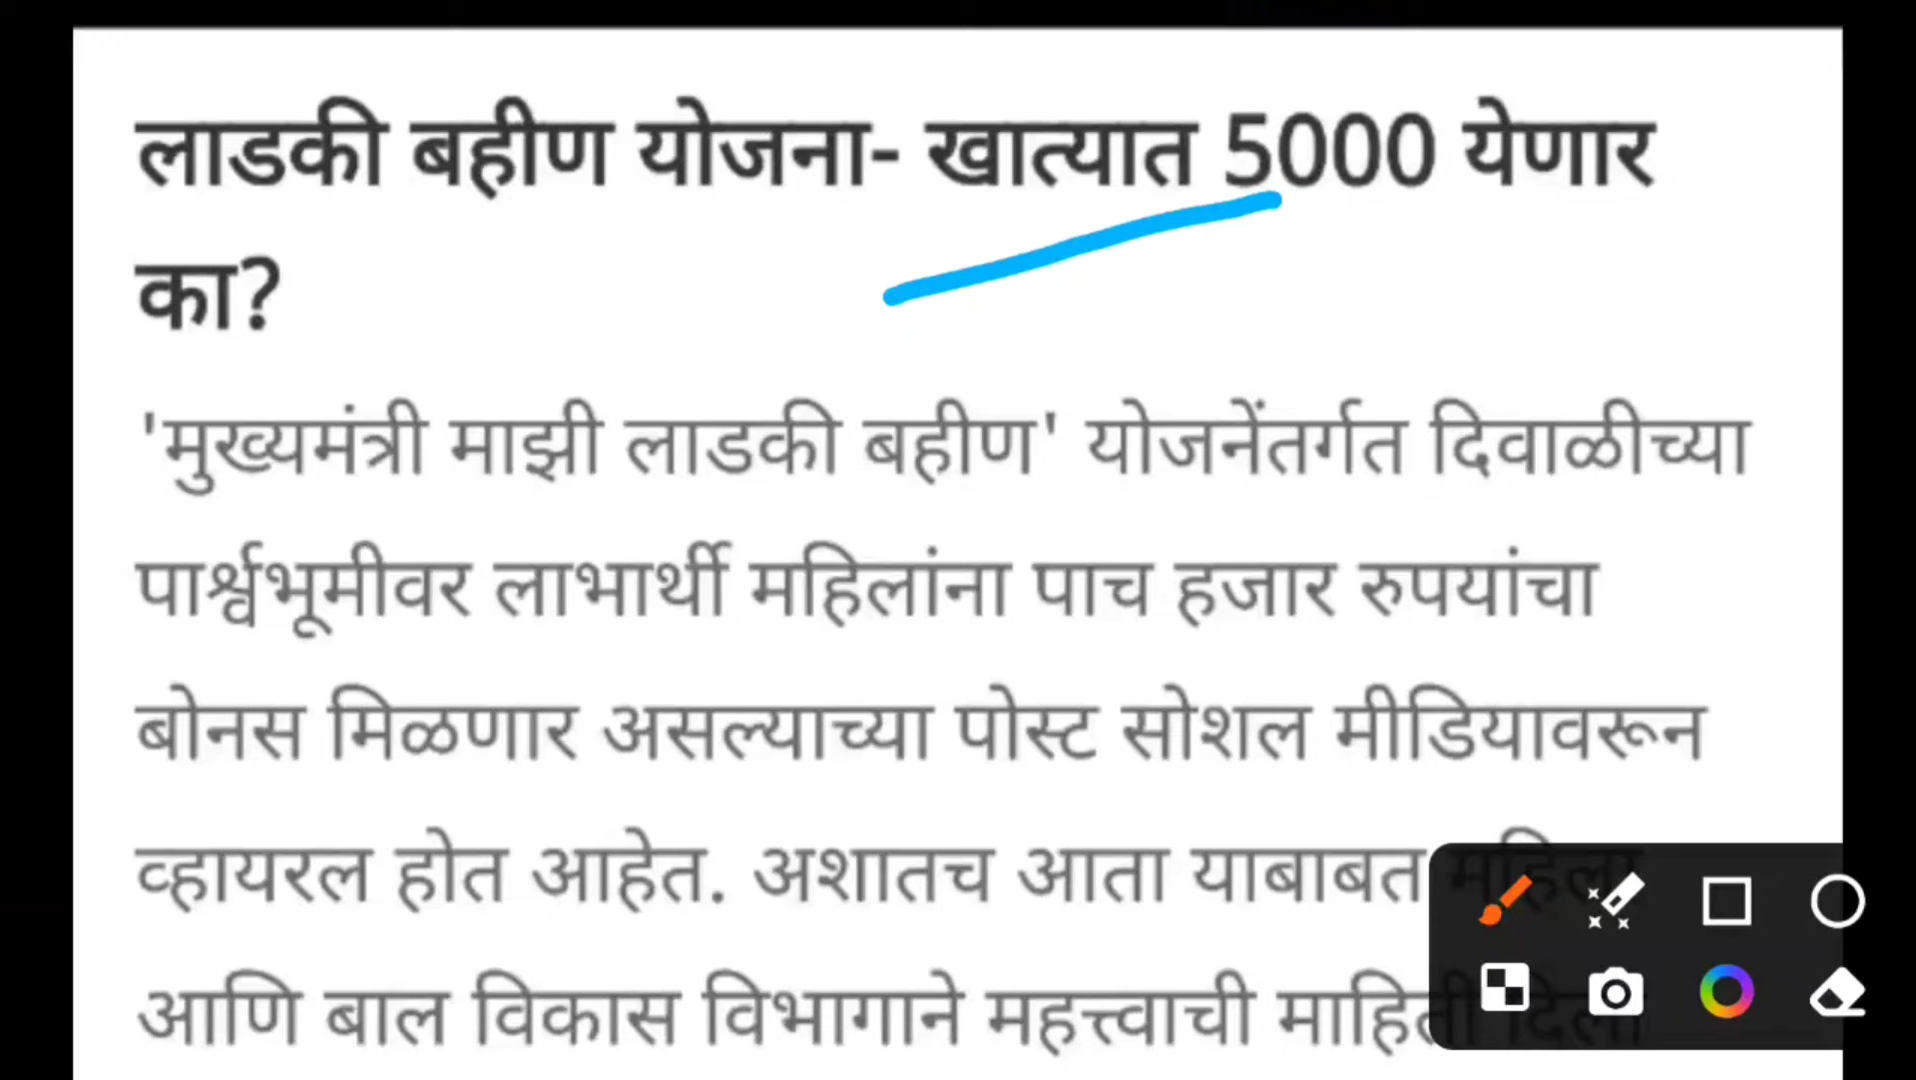 लाडकी बहीण योजना- खात्यात 5000 येणार
का?
'मुख्यमंत्री माझी लाडकी बहीण' योजनेंतर्गत दिवाळीच्या
पार्श्वभूमीवर लाभार्थी महिलांना पाच हजार रुपयांचा
बोनस मिळणार असल्याच्या पोस्ट सोशल मीडियावरून
व्हायरल होत आहेत. अशातच आता याबाबत महिला
आणि बाल विकास विभागाने महत्त्वाची माहिती दिली